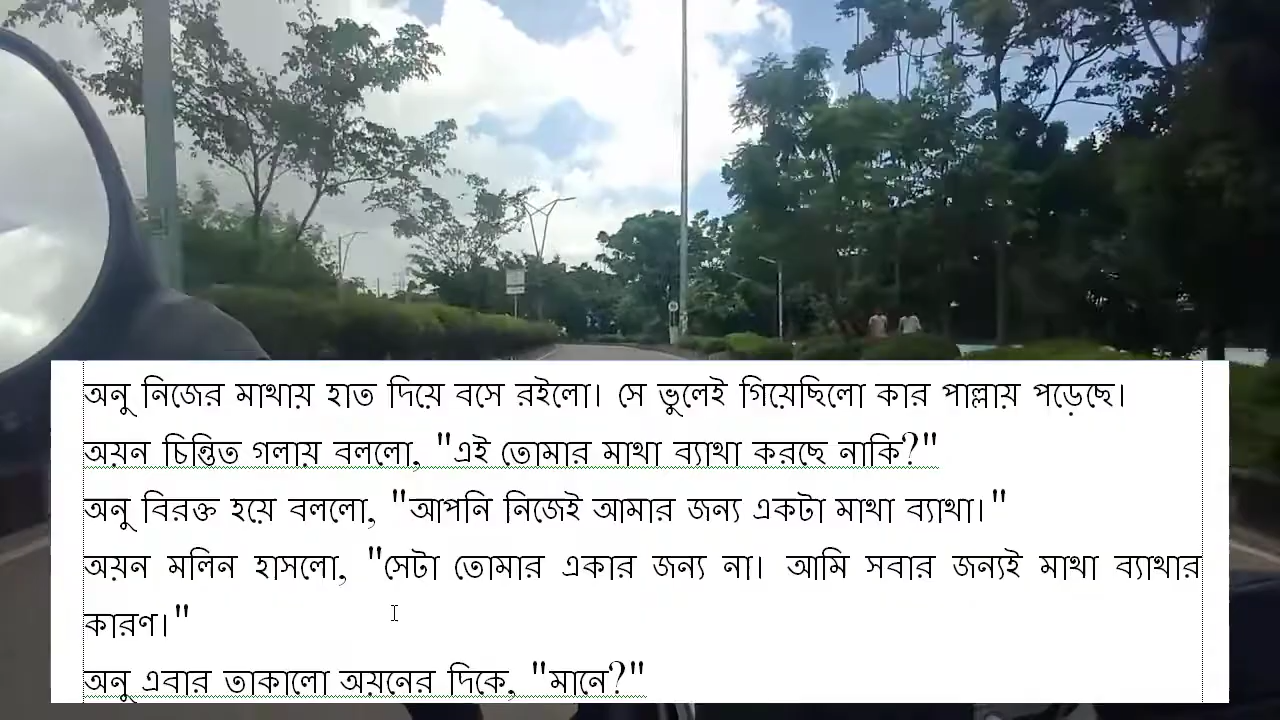 অনু নিজের মাথায় হাত দিয়ে বসে রইলো। সে ভুলেই গিয়েছিলো কার পাল্লায় পড়েছে।
অয়ন চিন্তিত গলায় বললো, "এই তোমার মাথা ব্যাথা করছে নাকি?"
অনু বিরক্ত হয়ে বললো, "আপনি নিজেই আমার জন্য একটা মাথা ব্যাথা।"
অয়ন মলিন হাসলো, "সেটা তোমার একার জন্য না। আমি সবার জন্যই মাথা ব্যাথার
কারণ।"
অনু এবার তাকালো অয়নের দিকে, "মানে?"